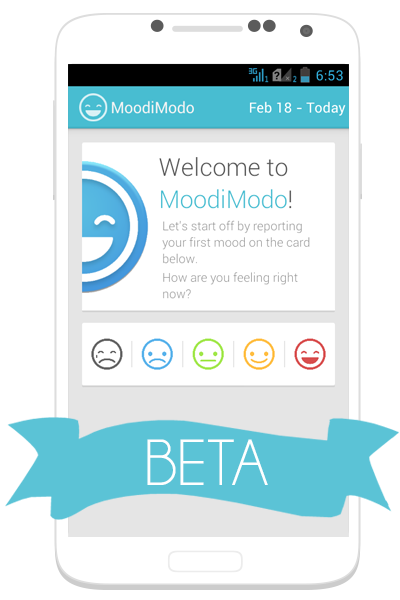 3G 1 ? 2 6:53
MoodiModo Feb 18 - Today
Welcome to
MoodiModo!
Let's start off by reporting
your first mood on the card
below.
How are you feeling right
now?
BETA